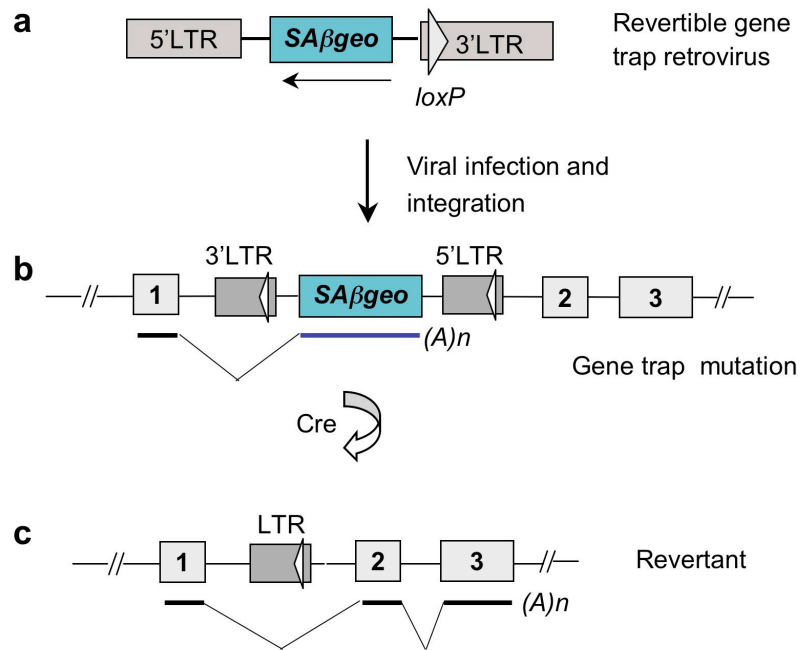 a
5’LTR
SAβgeo
3’LTR
loxP
Revertible gene
trap retrovirus
Viral infection and
integration
b
3’LTR
5’LTR
1
SAβgeo
2
3
(A)n
Gene trap mutation
Cre
c
LTR
1
2
3
Revertant
(A)n